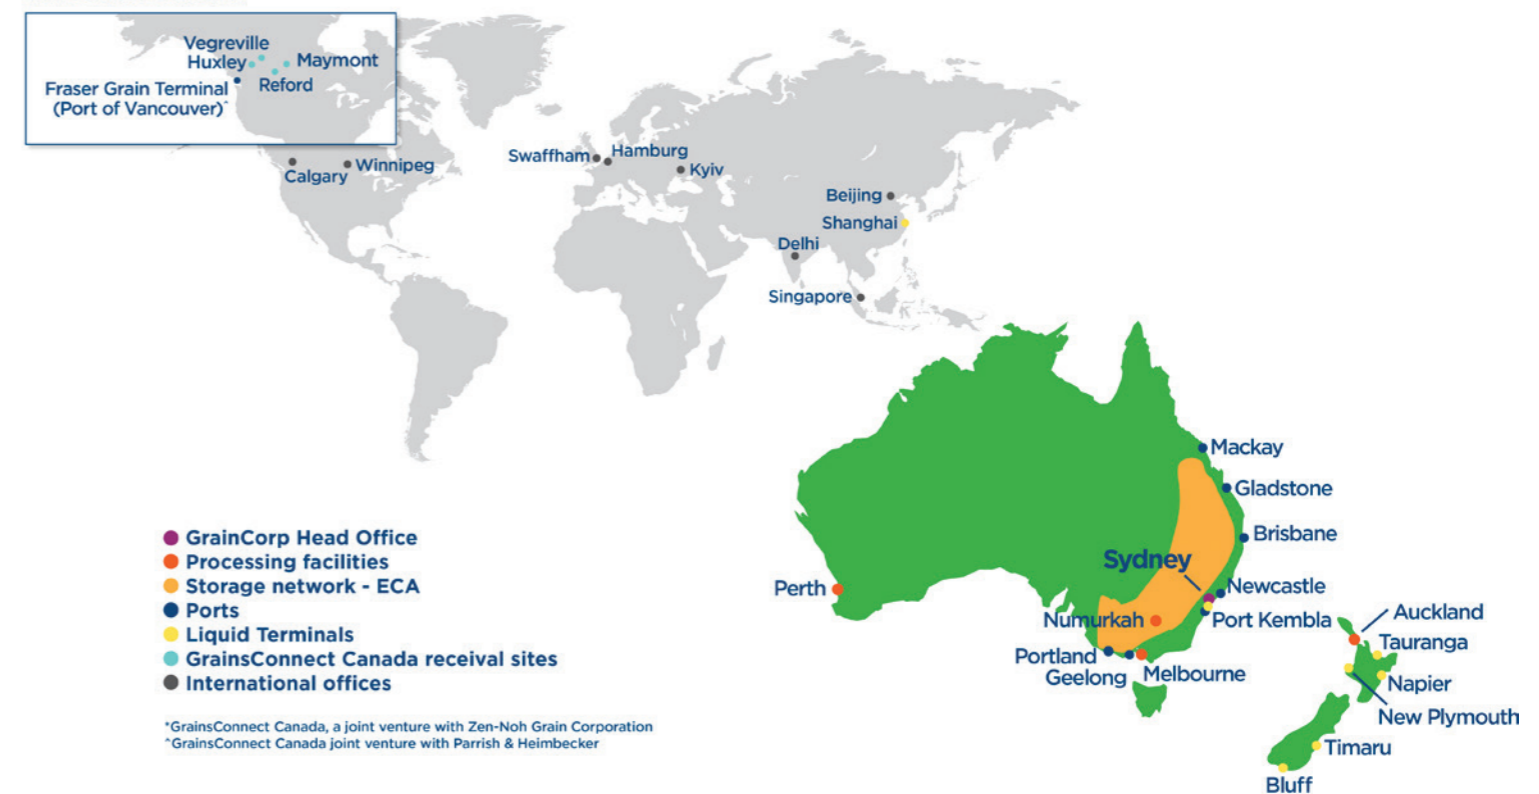 Vegreville
Huxley
Maymont
Reford
Fraser Grain Terminal
(Port of Vancouver)^
Calgary
Winnipeg
Swaffham
Hamburg
Kyiv
Beijing
Shanghai
Delhi
Singapore
Mackay
Gladstone
Brisbane
Sydney
Newcastle
Perth
Numurkah
Port Kembla
Portland
Geelong
Melbourne
Auckland
Tauranga
Napier
New Plymouth
Timaru
Bluff
GrainCorp Head Office
Processing facilities
Storage network - ECA
Ports
Liquid Terminals
GrainsConnect Canada receival sites
International offices
*GrainsConnect Canada, a joint venture with Zen-Noh Grain Corporation
^GrainsConnect Canada joint venture with Parrish & Heimbecker